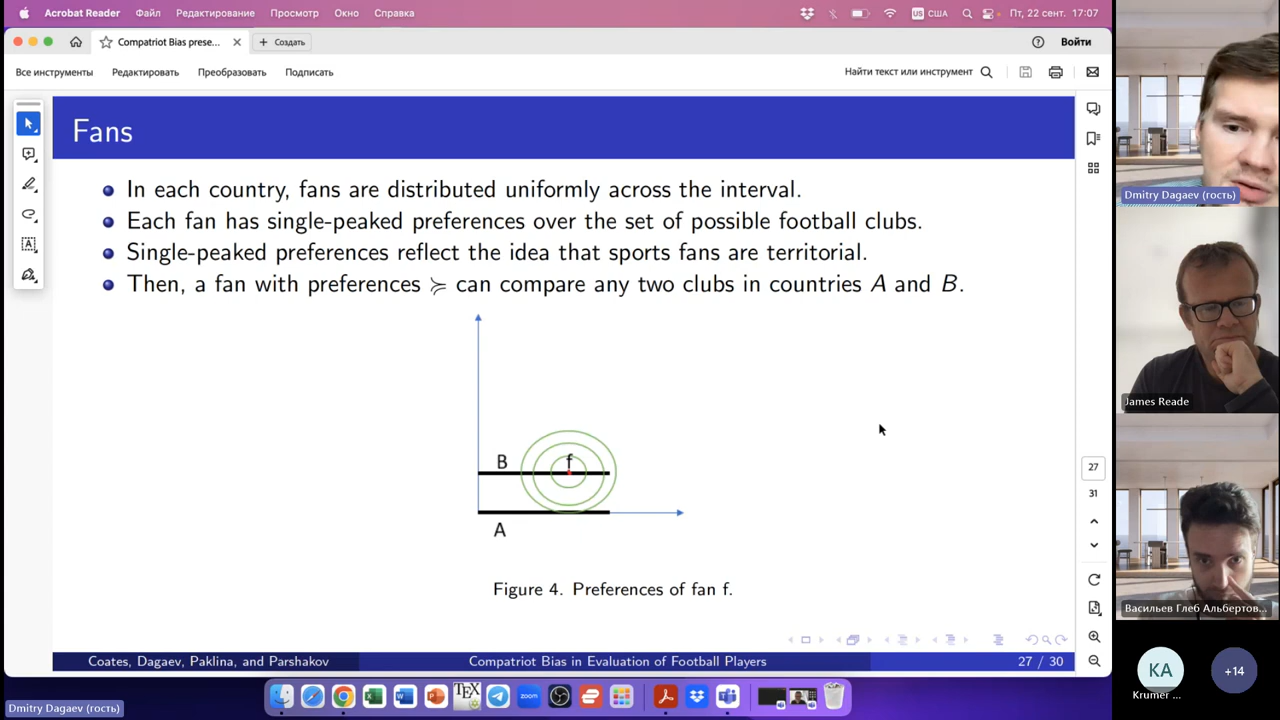 Acrobat Reader Файл Редактирование Просмотр Окно Справка US США Пт, 22 сент. 17:07
Compatriot Bias prese... Создать Войти
Все инструменты Редактировать Преобразовать Подписать Найти текст или инструмент
Fans
In each country, fans are distributed uniformly across the interval.
Each fan has single-peaked preferences over the set of possible football clubs.
Single-peaked preferences reflect the idea that sports fans are territorial.
Then, a fan with preferences ≽ can compare any two clubs in countries A and B.
B f
A
Figure 4. Preferences of fan f.
Coates, Dagaev, Paklina, and Parshakov Compatriot Bias in Evaluation of Football Players 27 / 30
27
31
Dmitry Dagaev (гость)
James Reade
Васильев Глеб Альбертов...
KA
Krumer ...
+14
TEX
zoom
Dmitry Dagaev (гость)